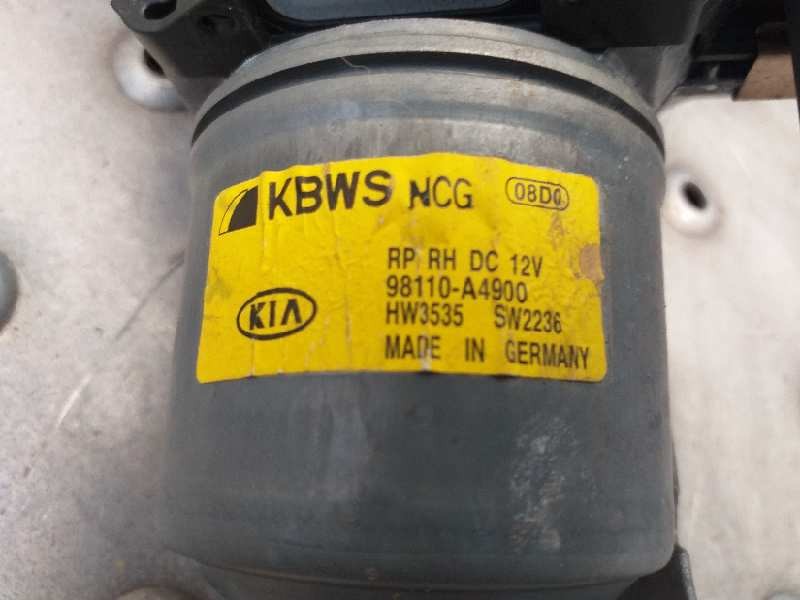 KBWS NCG 08D0
RP RH DC 12V
98110-A4900
KIA
HW3535 SW2236
MADE IN GERMANY